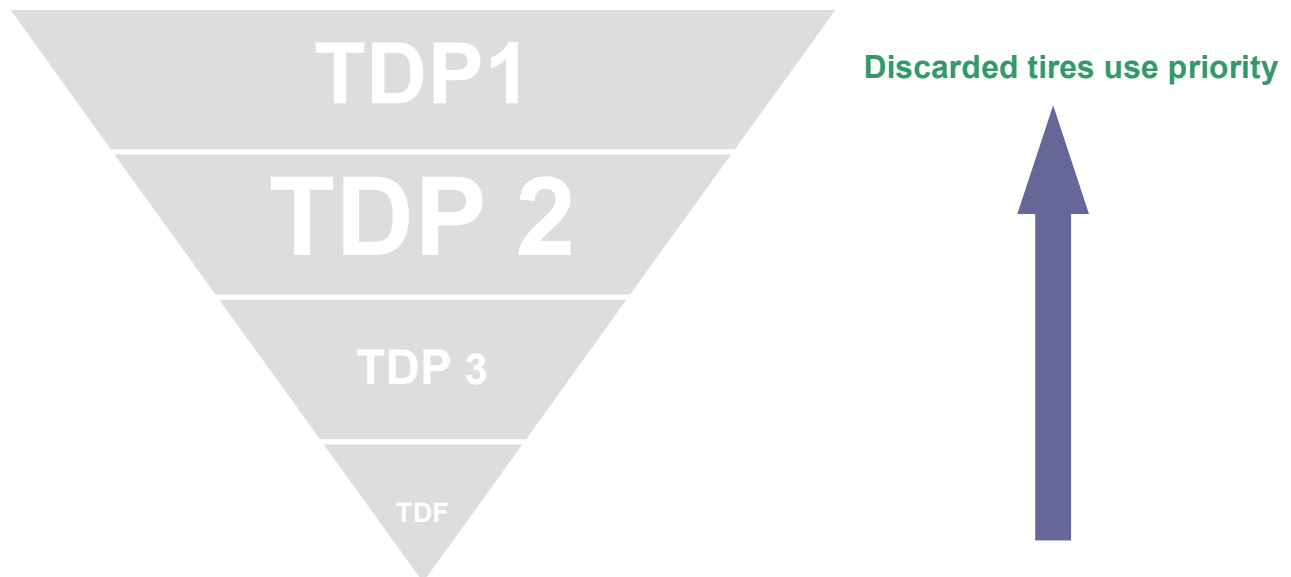 TDP1
Discarded tires use priority
TDP 2
TDP 3
TDF